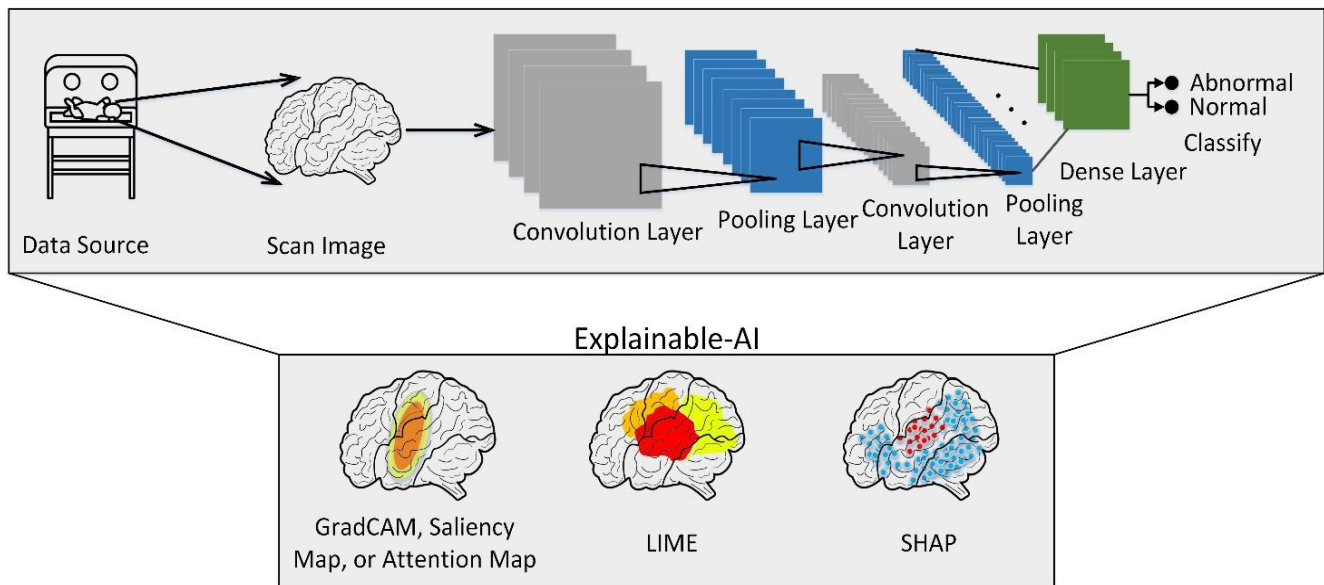 Data Source
Scan Image
Convolution Layer
Pooling Layer
Convolution
Layer
Pooling
Layer
Dense Layer
Abnormal
Normal
Classify
Explainable-AI
GradCAM, Saliency
Map, or Attention Map
LIME
SHAP